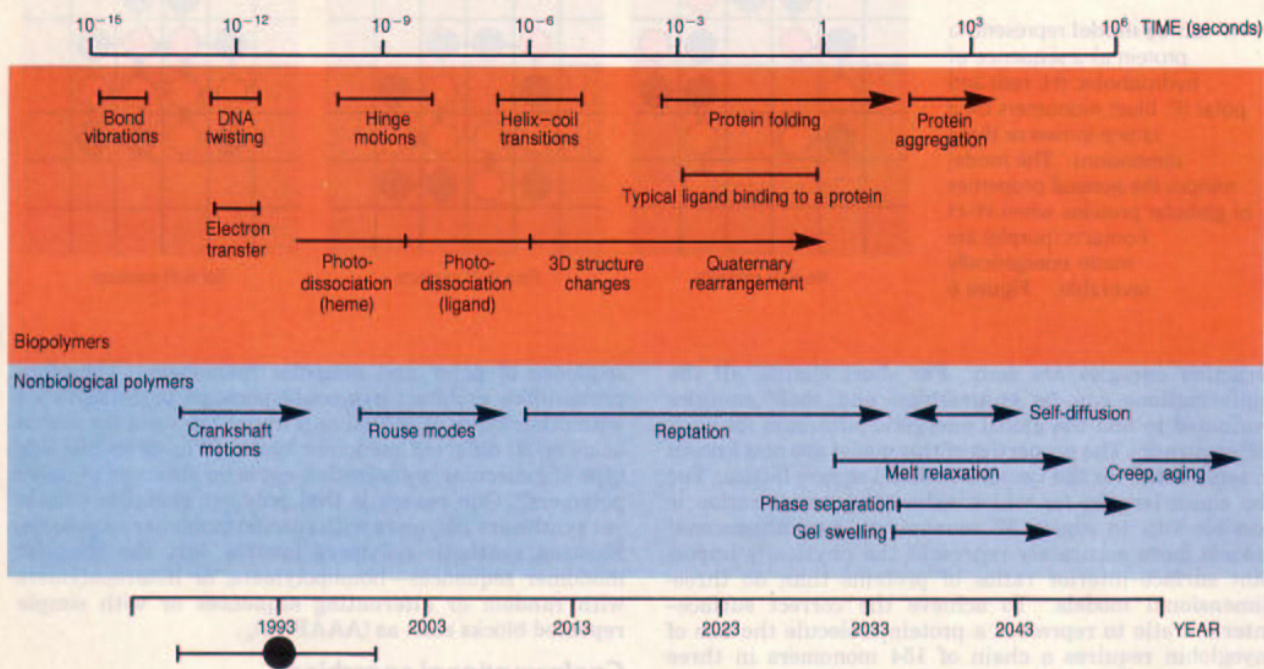 10⁻¹⁵ 10⁻¹² 10⁻⁹ 10⁻⁶ 10⁻³ 1 10³ 10⁶ TIME (seconds)
Bond
vibrations
DNA
twisting
Hinge
motions
Helix–coil
transitions
Protein folding
Protein
aggregation
Typical ligand binding to a protein
Electron
transfer
Photo-
dissociation
(heme)
Photo-
dissociation
(ligand)
3D structure
changes
Quaternary
rearrangement
Biopolymers
Nonbiological polymers
Crankshaft
motions
Rouse modes
Reptation
Self-diffusion
Melt relaxation
Creep, aging
Phase separation
Gel swelling
1993 2003 2013 2023 2033 2043 YEAR